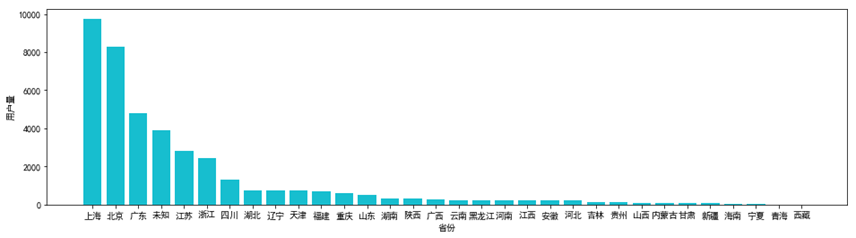 10000
8000
6000
4000
2000
0
用户量
上海 北京 广东 未知 江苏 浙江 四川 湖北 辽宁 天津 福建 重庆 山东 湖南 陕西 广西 云南 黑龙江 河南 江西 安徽 河北 吉林 贵州 山西 内蒙古 甘肃 新疆 海南 宁夏 青海 西藏
省份